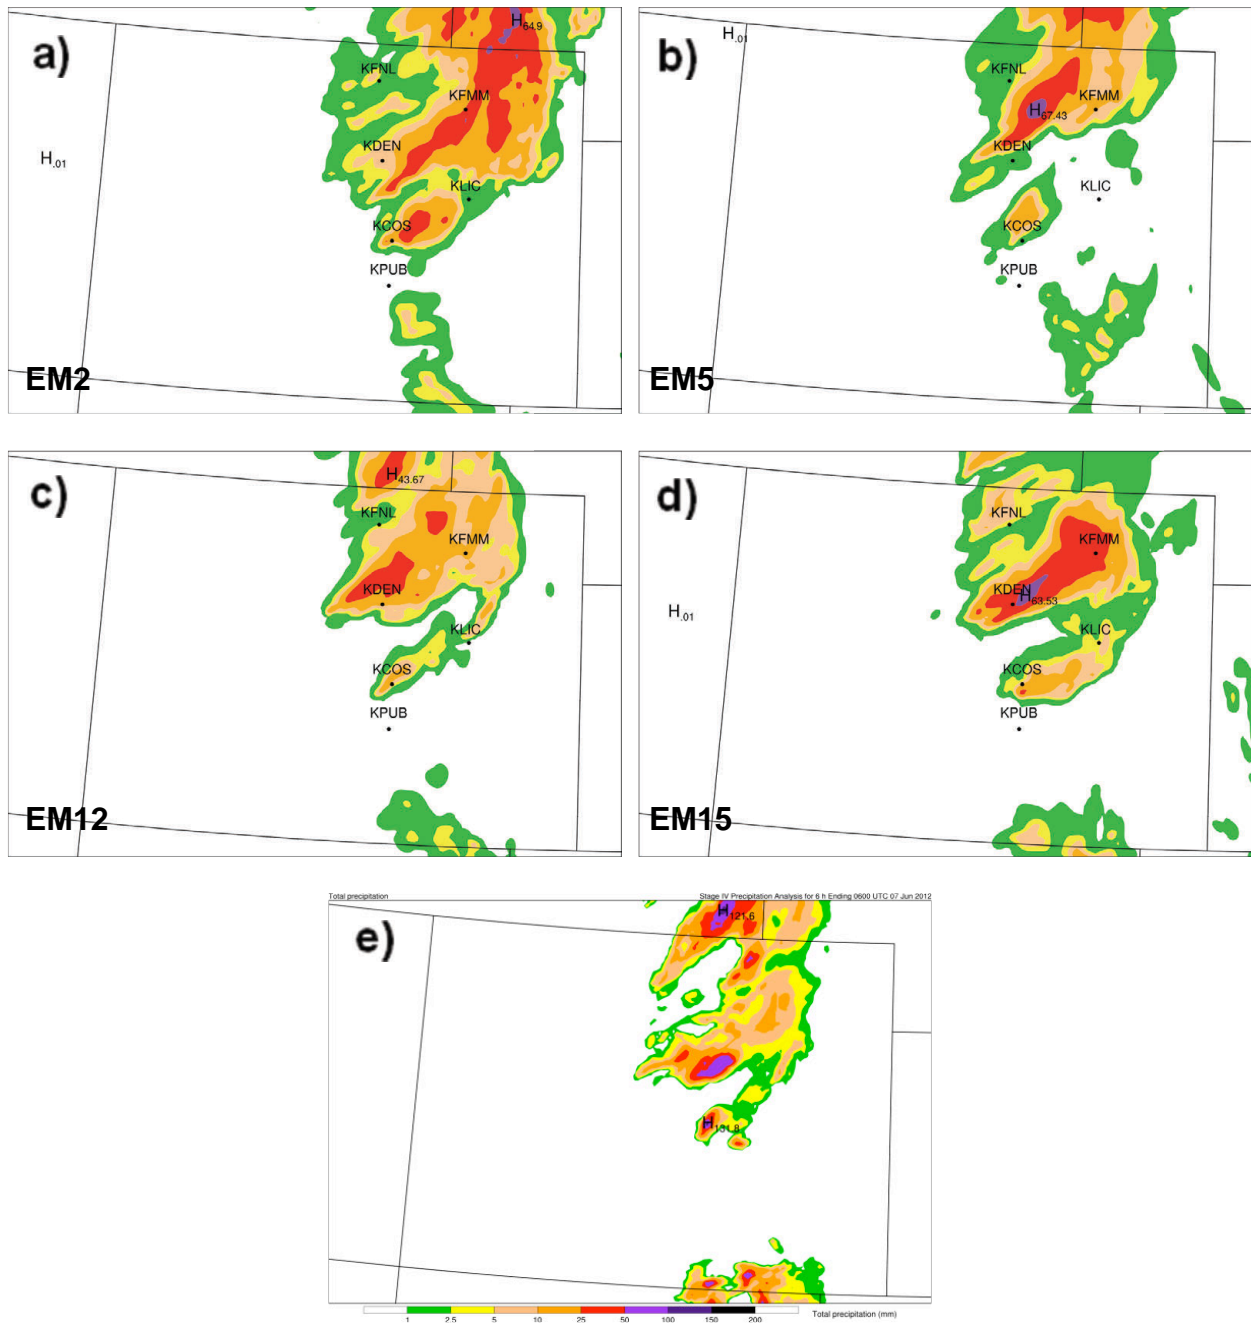 a)
H64.9
KFNL
KFMM
KDEN
H.01
KLIC
KCOS
KPUB
EM2
b)
H.01
KFNL
KFMM
H67.43
KDEN
KLIC
KCOS
KPUB
EM5
c)
H43.67
KFNL
KFMM
KDEN
KLIC
KCOS
KPUB
EM12
d)
KFNL
KFMM
KDEN
H63.53
H.01
KLIC
KCOS
KPUB
EM15
Total precipitation
Stage IV Precipitation Analysis for 6 h Ending 0600 UTC 07 Jun 2012
e)
H121.6
H131.8
1 2.5 5 10 25 50 100 150 200
Total precipitation (mm)